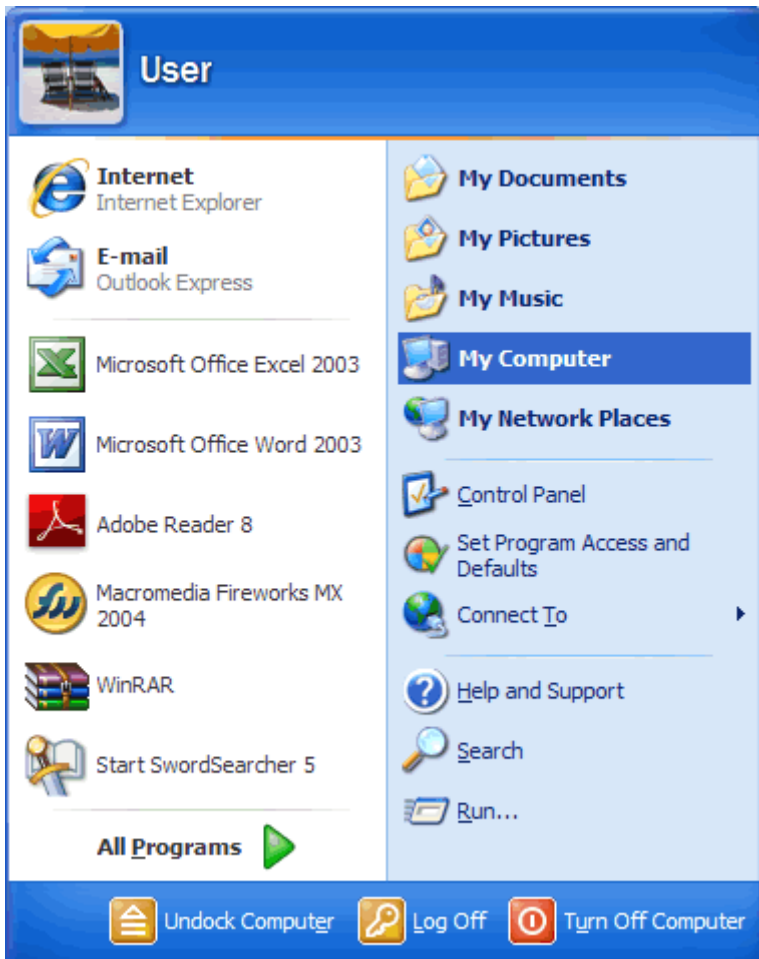 User
Internet
Internet Explorer
E-mail
Outlook Express
Microsoft Office Excel 2003
Microsoft Office Word 2003
Adobe Reader 8
Macromedia Fireworks MX
2004
WinRAR
Start SwordSearcher 5
All Programs
My Documents
My Pictures
My Music
My Computer
My Network Places
Control Panel
Set Program Access and
Defaults
Connect To
Help and Support
Search
Run...
Undock Computer
Log Off
Turn Off Computer